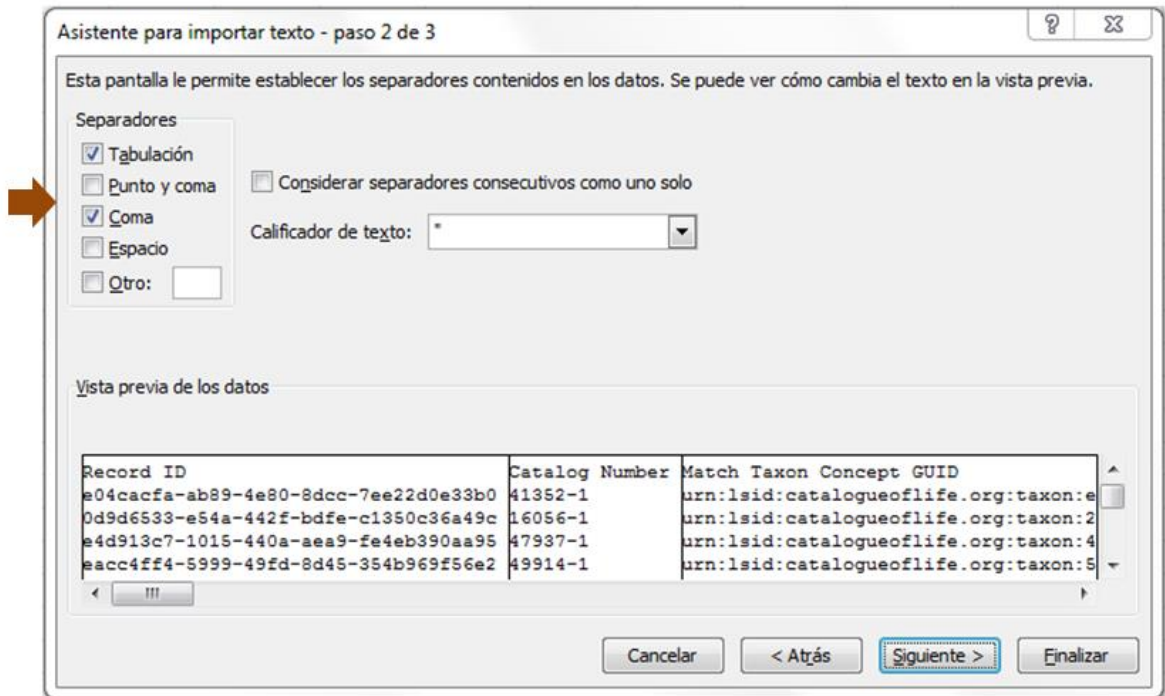 Asistente para importar texto - paso 2 de 3
Esta pantalla le permite establecer los separadores contenidos en los datos. Se puede ver cómo cambia el texto en la vista previa.
Separadores
Tabulación
Punto y coma
Coma
Espacio
Otro:
Considerar separadores consecutivos como uno solo
Calificador de texto: "
Vista previa de los datos
Record ID Catalog Number Match Taxon Concept GUID
e04cacfa-ab89-4e80-8dcc-7ee22d0e33b0 41352-1 urn:lsid:catalogueoflife.org:taxon:e
0d9d6533-e54a-442f-bdfe-c1350c36a49c 16056-1 urn:lsid:catalogueoflife.org:taxon:2
e4d913c7-1015-440a-aea9-fe4eb390aa95 47937-1 urn:lsid:catalogueoflife.org:taxon:4
eacc4ff4-5999-49fd-8d45-354b969f56e2 49914-1 urn:lsid:catalogueoflife.org:taxon:5
Cancelar < Atrás Siguiente > Finalizar